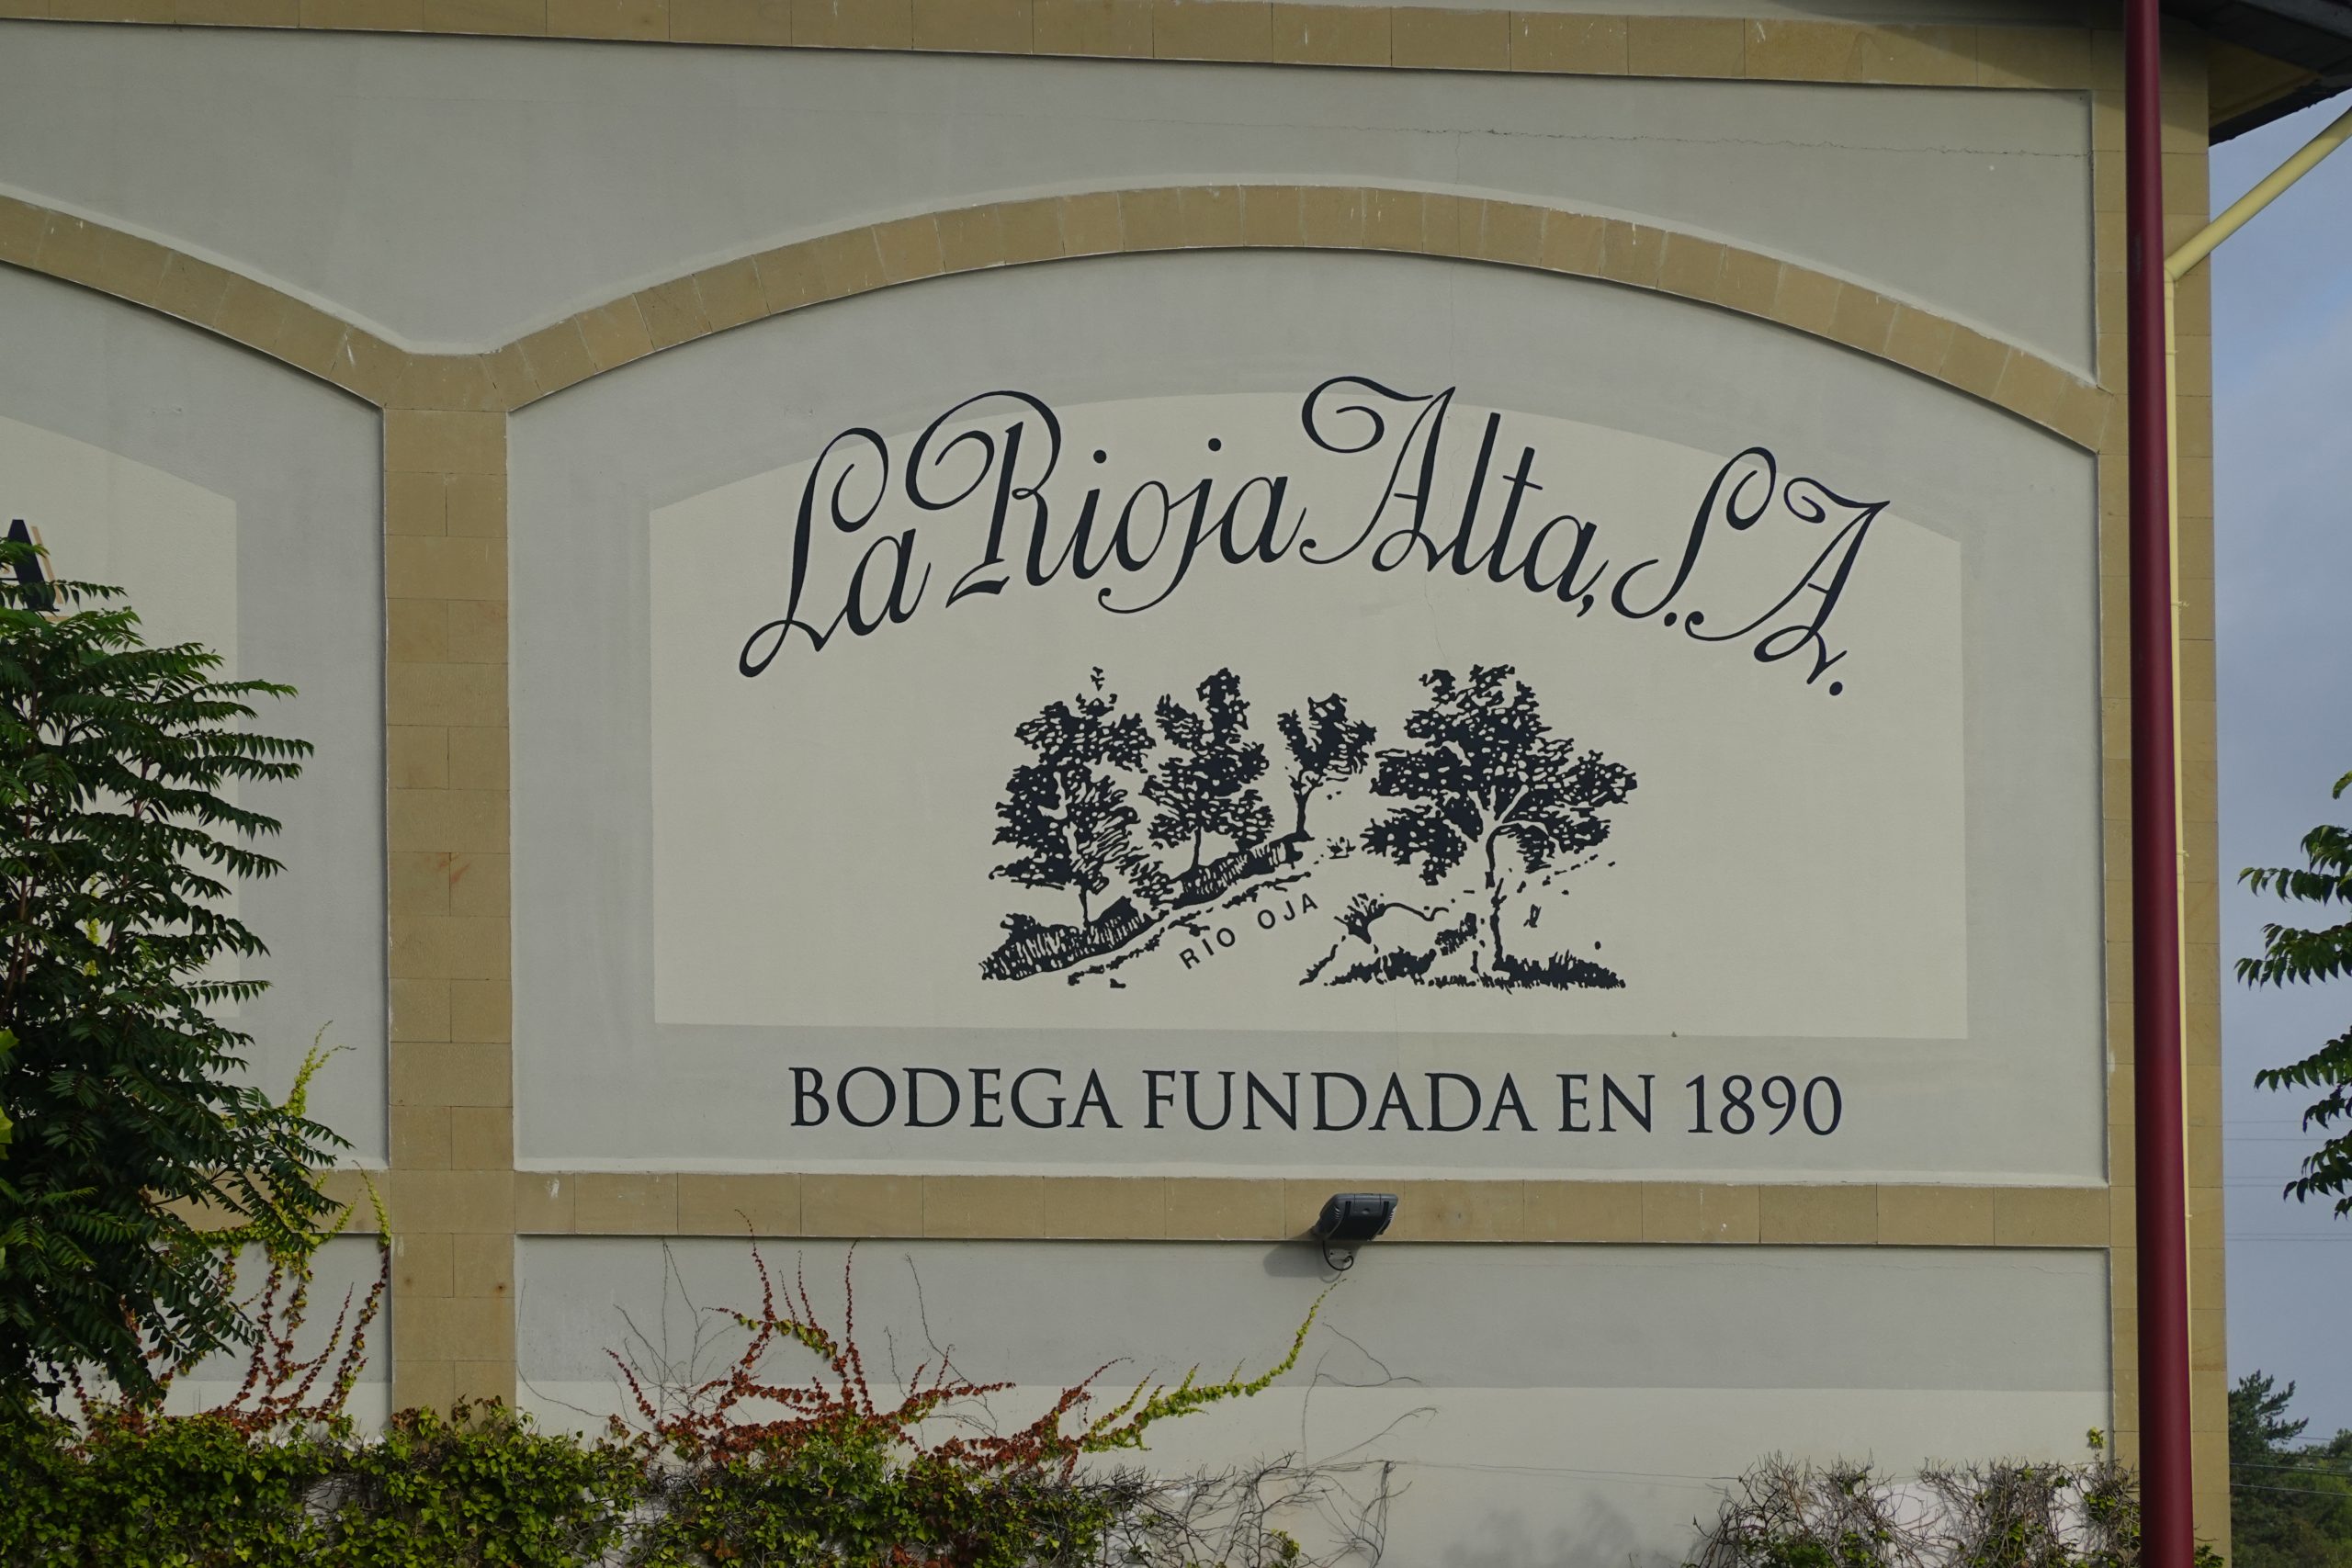 La Rioja Alta, S.A.
RIO OJA
BODEGA FUNDADA EN 1890
A